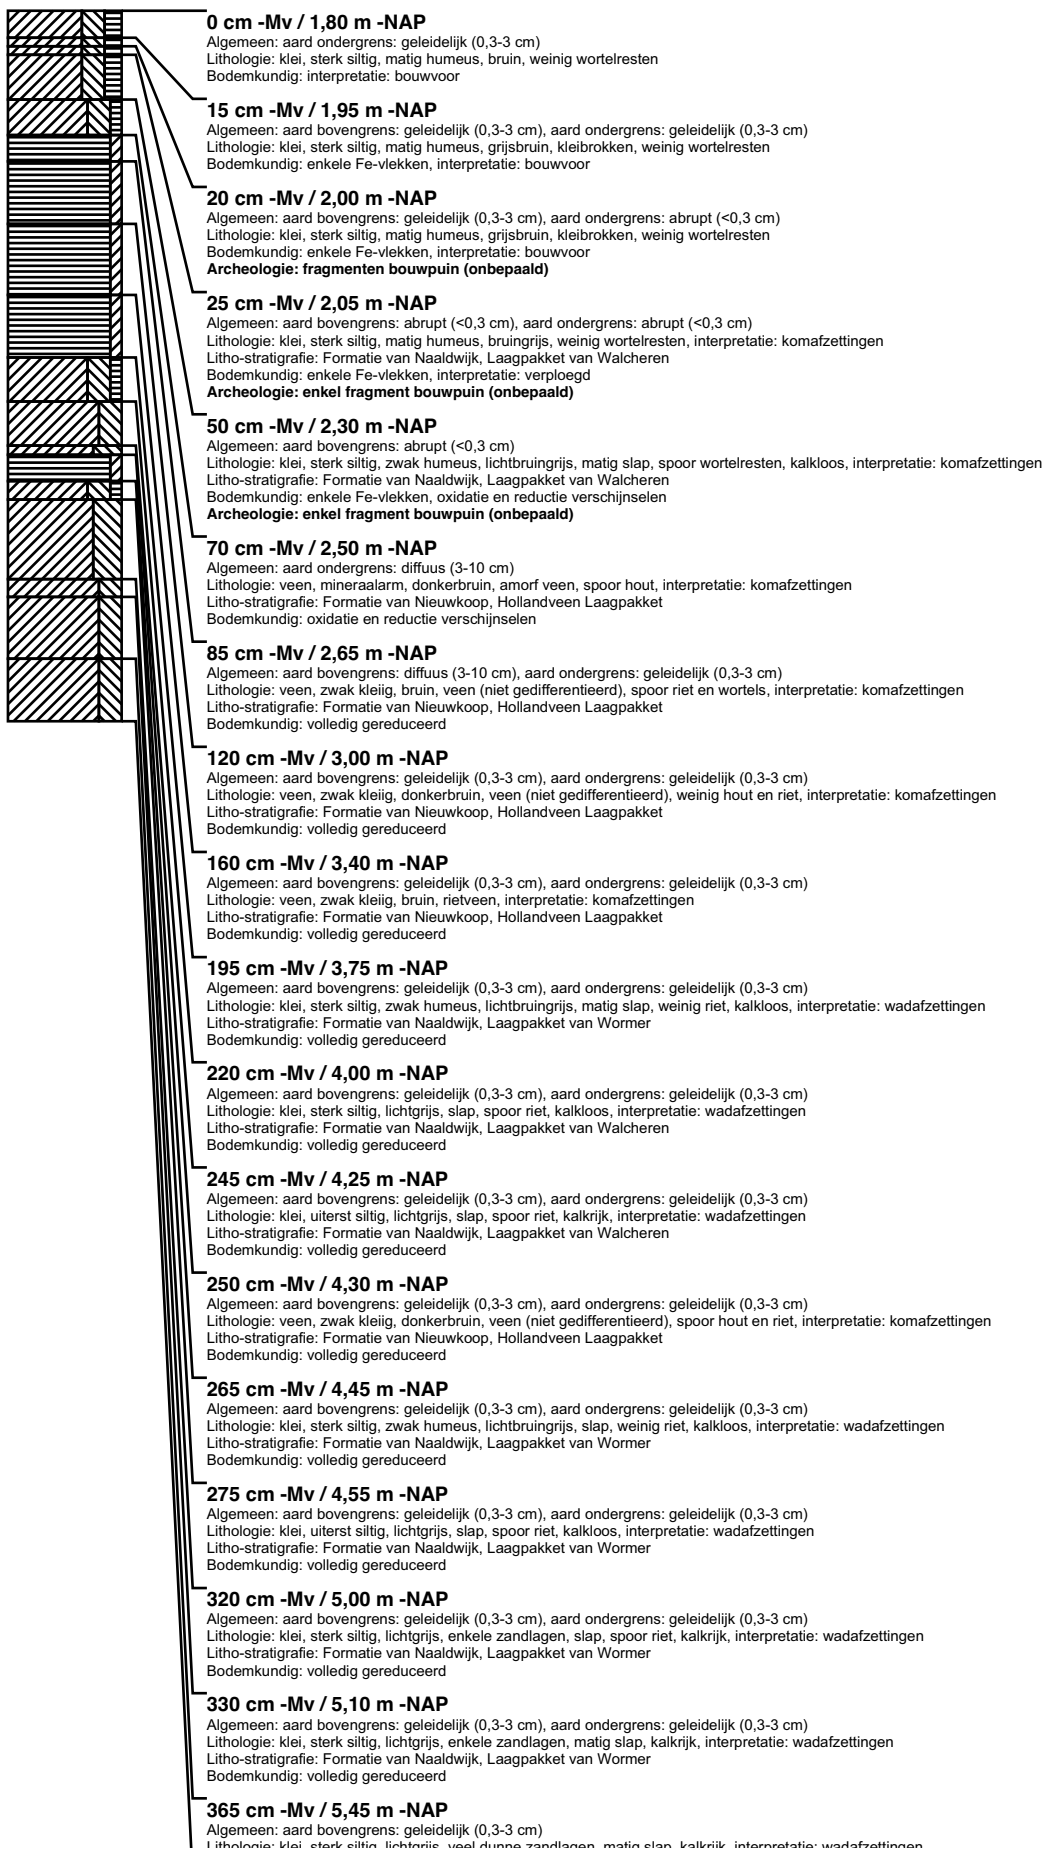 0 cm -Mv / 1,80 m -NAP
Algemeen: aard ondergrens: geleidelijk (0,3-3 cm)
Lithologie: klei, sterk siltig, matig humeus, bruin, weinig wortelresten
Bodemkundig: interpretatie: bouwvoor
15 cm -Mv / 1,95 m -NAP
Algemeen: aard bovengrens: geleidelijk (0,3-3 cm), aard ondergrens: geleidelijk (0,3-3 cm)
Lithologie: klei, sterk siltig, matig humeus, grijsbruin, kleibrokken, weinig wortelresten
Bodemkundig: enkele Fe-vlekken, interpretatie: bouwvoor
20 cm -Mv / 2,00 m -NAP
Algemeen: aard bovengrens: geleidelijk (0,3-3 cm), aard ondergrens: abrupt (<0,3 cm)
Lithologie: klei, sterk siltig, matig humeus, grijsbruin, kleibrokken, weinig wortelresten
Bodemkundig: enkele Fe-vlekken, interpretatie: bouwvoor
Archeologie: fragmenten bouwpuin (onbepaald)
25 cm -Mv / 2,05 m -NAP
Algemeen: aard bovengrens: abrupt (<0,3 cm), aard ondergrens: abrupt (<0,3 cm)
Lithologie: klei, sterk siltig, matig humeus, bruingrijs, weinig wortelresten, interpretatie: komafzettingen
Litho-stratigrafie: Formatie van Naaldwijk, Laagpakket van Walcheren
Bodemkundig: enkele Fe-vlekken, interpretatie: verploegd
Archeologie: enkel fragment bouwpuin (onbepaald)
50 cm -Mv / 2,30 m -NAP
Algemeen: aard bovengrens: abrupt (<0,3 cm)
Lithologie: klei, sterk siltig, zwak humeus, lichtbruingrijs, matig slap, spoor wortelresten, kalkloos, interpretatie: komafzettingen
Litho-stratigrafie: Formatie van Naaldwijk, Laagpakket van Walcheren
Bodemkundig: enkele Fe-vlekken, oxidatie en reductie verschijnselen
Archeologie: enkel fragment bouwpuin (onbepaald)
70 cm -Mv / 2,50 m -NAP
Algemeen: aard ondergrens: diffuus (3-10 cm)
Lithologie: veen, mineraalarm, donkerbruin, amorf veen, spoor hout, interpretatie: komafzettingen
Litho-stratigrafie: Formatie van Nieuwkoop, Hollandveen Laagpakket
Bodemkundig: oxidatie en reductie verschijnselen
85 cm -Mv / 2,65 m -NAP
Algemeen: aard bovengrens: diffuus (3-10 cm), aard ondergrens: geleidelijk (0,3-3 cm)
Lithologie: veen, zwak kleiig, bruin, veen (niet gedifferentieerd), spoor riet en wortels, interpretatie: komafzettingen
Litho-stratigrafie: Formatie van Nieuwkoop, Hollandveen Laagpakket
Bodemkundig: volledig gereduceerd
120 cm -Mv / 3,00 m -NAP
Algemeen: aard bovengrens: geleidelijk (0,3-3 cm), aard ondergrens: geleidelijk (0,3-3 cm)
Lithologie: veen, zwak kleiig, donkerbruin, veen (niet gedifferentieerd), weinig hout en riet, interpretatie: komafzettingen
Litho-stratigrafie: Formatie van Nieuwkoop, Hollandveen Laagpakket
Bodemkundig: volledig gereduceerd
160 cm -Mv / 3,40 m -NAP
Algemeen: aard bovengrens: geleidelijk (0,3-3 cm), aard ondergrens: geleidelijk (0,3-3 cm)
Lithologie: veen, zwak kleiig, bruin, rietveen, interpretatie: komafzettingen
Litho-stratigrafie: Formatie van Nieuwkoop, Hollandveen Laagpakket
Bodemkundig: volledig gereduceerd
195 cm -Mv / 3,75 m -NAP
Algemeen: aard bovengrens: geleidelijk (0,3-3 cm), aard ondergrens: geleidelijk (0,3-3 cm)
Lithologie: klei, sterk siltig, zwak humeus, lichtbruingrijs, matig slap, weinig riet, kalkloos, interpretatie: wadafzettingen
Litho-stratigrafie: Formatie van Naaldwijk, Laagpakket van Wormer
Bodemkundig: volledig gereduceerd
220 cm -Mv / 4,00 m -NAP
Algemeen: aard bovengrens: geleidelijk (0,3-3 cm), aard ondergrens: geleidelijk (0,3-3 cm)
Lithologie: klei, sterk siltig, lichtgrijs, slap, spoor riet, kalkloos, interpretatie: wadafzettingen
Litho-stratigrafie: Formatie van Naaldwijk, Laagpakket van Walcheren
Bodemkundig: volledig gereduceerd
245 cm -Mv / 4,25 m -NAP
Algemeen: aard bovengrens: geleidelijk (0,3-3 cm), aard ondergrens: geleidelijk (0,3-3 cm)
Lithologie: klei, uiterst siltig, lichtgrijs, slap, spoor riet, kalkrijk, interpretatie: wadafzettingen
Litho-stratigrafie: Formatie van Naaldwijk, Laagpakket van Walcheren
Bodemkundig: volledig gereduceerd
250 cm -Mv / 4,30 m -NAP
Algemeen: aard bovengrens: geleidelijk (0,3-3 cm), aard ondergrens: geleidelijk (0,3-3 cm)
Lithologie: veen, zwak kleiig, donkerbruin, veen (niet gedifferentieerd), spoor hout en riet, interpretatie: komafzettingen
Litho-stratigrafie: Formatie van Nieuwkoop, Hollandveen Laagpakket
Bodemkundig: volledig gereduceerd
265 cm -Mv / 4,45 m -NAP
Algemeen: aard bovengrens: geleidelijk (0,3-3 cm), aard ondergrens: geleidelijk (0,3-3 cm)
Lithologie: klei, sterk siltig, zwak humeus, lichtbruingrijs, slap, weinig riet, kalkloos, interpretatie: wadafzettingen
Litho-stratigrafie: Formatie van Naaldwijk, Laagpakket van Wormer
Bodemkundig: volledig gereduceerd
275 cm -Mv / 4,55 m -NAP
Algemeen: aard bovengrens: geleidelijk (0,3-3 cm), aard ondergrens: geleidelijk (0,3-3 cm)
Lithologie: klei, uiterst siltig, lichtgrijs, slap, spoor riet, kalkloos, interpretatie: wadafzettingen
Litho-stratigrafie: Formatie van Naaldwijk, Laagpakket van Wormer
Bodemkundig: volledig gereduceerd
320 cm -Mv / 5,00 m -NAP
Algemeen: aard bovengrens: geleidelijk (0,3-3 cm), aard ondergrens: geleidelijk (0,3-3 cm)
Lithologie: klei, sterk siltig, lichtgrijs, enkele zandlagen, slap, spoor riet, kalkrijk, interpretatie: wadafzettingen
Litho-stratigrafie: Formatie van Naaldwijk, Laagpakket van Wormer
Bodemkundig: volledig gereduceerd
330 cm -Mv / 5,10 m -NAP
Algemeen: aard bovengrens: geleidelijk (0,3-3 cm), aard ondergrens: geleidelijk (0,3-3 cm)
Lithologie: klei, sterk siltig, lichtgrijs, enkele zandlagen, matig slap, kalkrijk, interpretatie: wadafzettingen
Litho-stratigrafie: Formatie van Naaldwijk, Laagpakket van Wormer
Bodemkundig: volledig gereduceerd
365 cm -Mv / 5,45 m -NAP
Algemeen: aard bovengrens: geleidelijk (0,3-3 cm)
Lithologie: klei, sterk siltig, lichtgrijs, veel dunne zandlagen, matig slap, kalkrijk, interpretatie: wadafzettingen